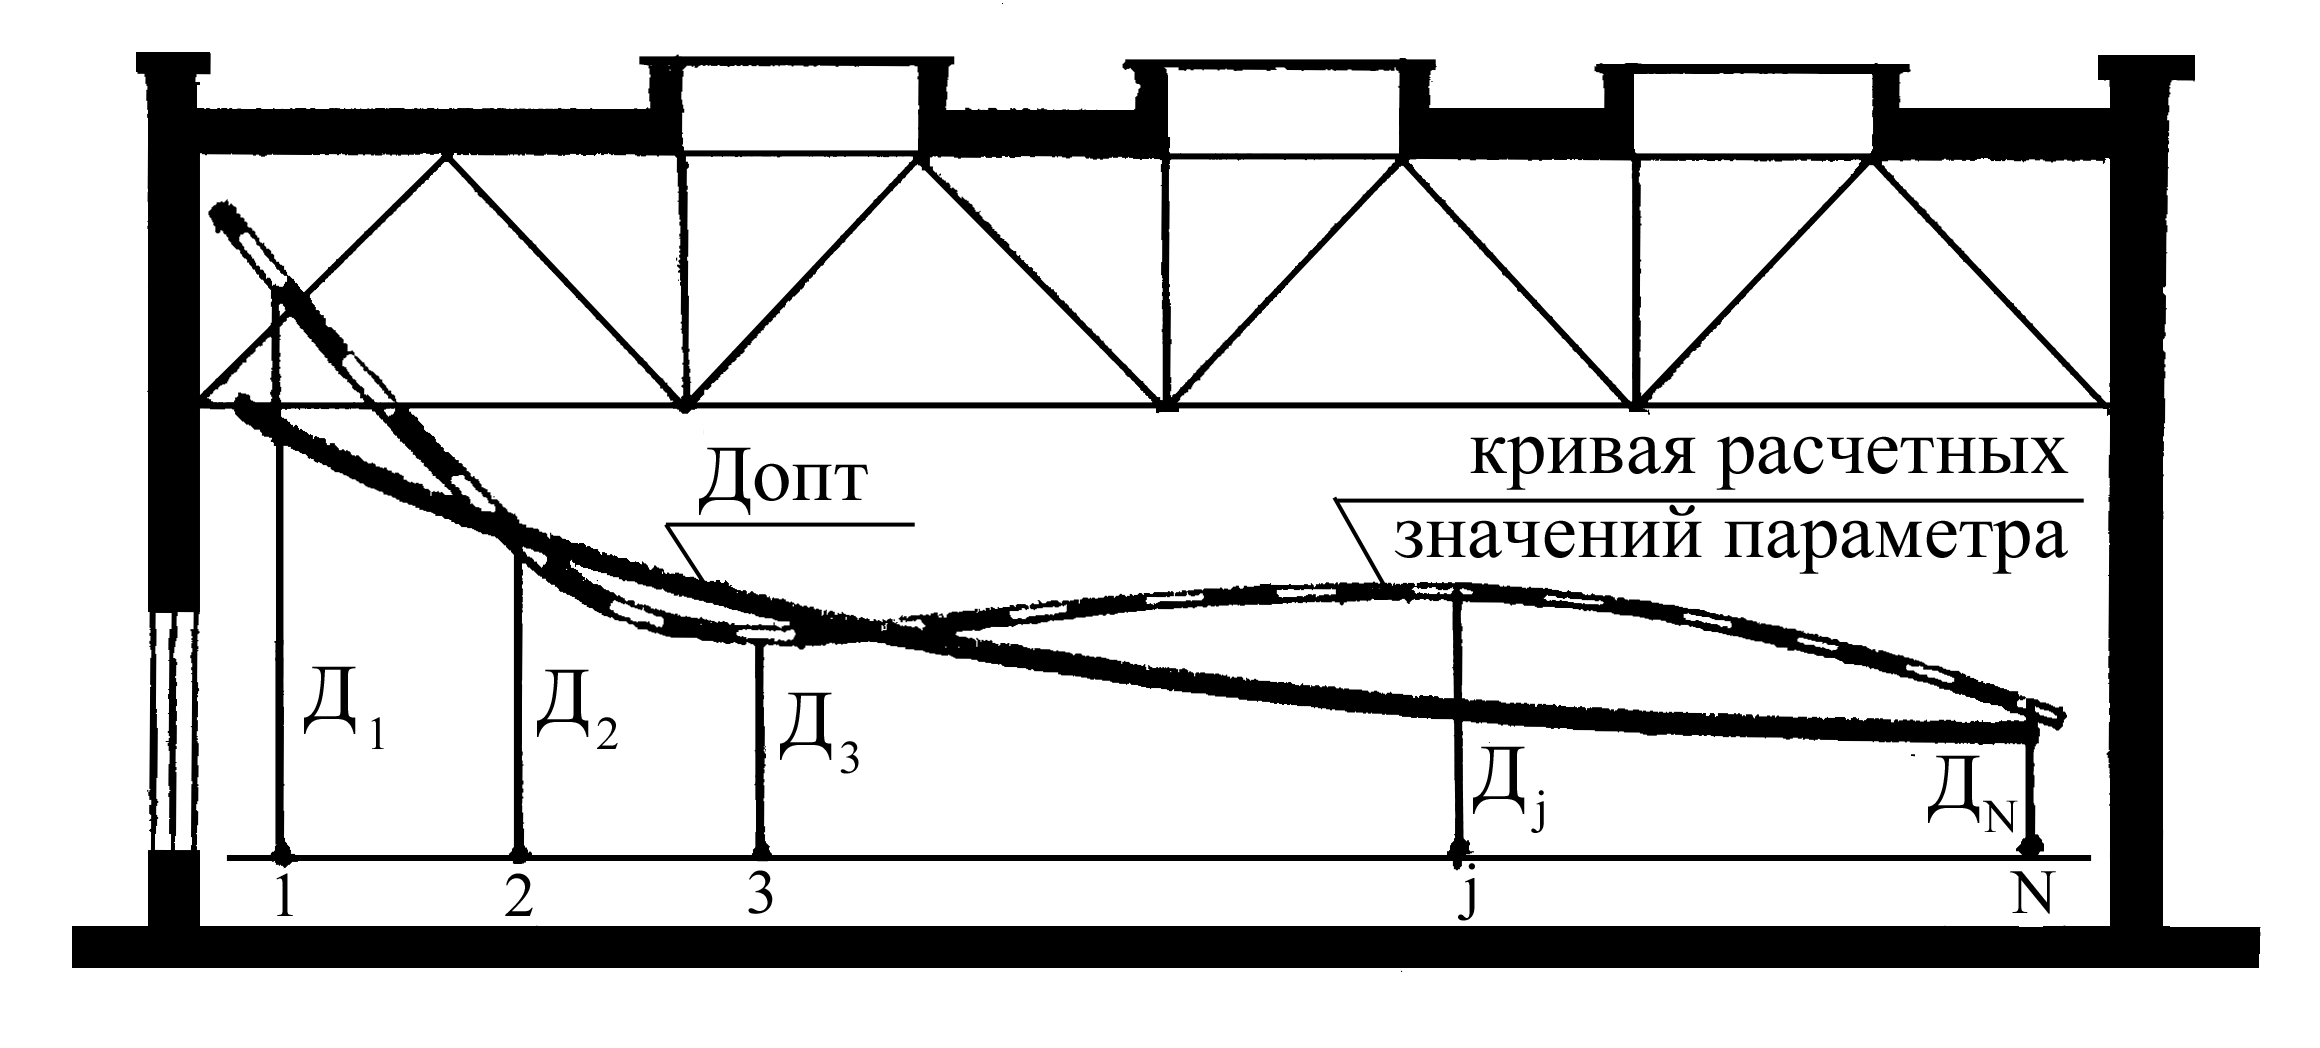 Допт
кривая расчетных
значений параметра
Д1
Д2
Д3
Дj
ДN
1
2
3
j
N